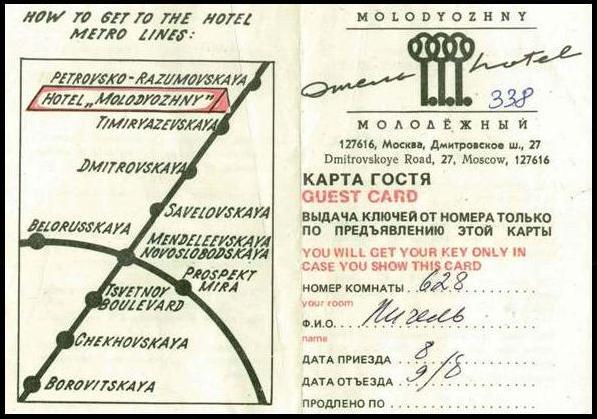 HOW TO GET TO THE HOTEL
METRO LINES:
PETROVSKO-RAZUMOVSKAYA
HOTEL „MOLODYOZHNY"
TIMIRYAZEVSKAYA
DMITROVSKAYA
SAVELOVSKAYA
BELORUSSKAYA
MENDELEEVSKAYA
NOVOSLOBODSKAYA
PROSPEKT
MIRA
TSVETNOY
BOULEVARD
CHEKHOVSKAYA
BOROVITSKAYA
MOLODYOZHNY
отель hotel
338
МОЛОДЁЖНЫЙ
127616, Москва, Дмитровское ш., 27
Dmitrovskoye Road, 27, Moscow, 127616
КАРТА ГОСТЯ
GUEST CARD
ВЫДАЧА КЛЮЧЕЙ ОТ НОМЕРА ТОЛЬКО
ПО ПРЕДЪЯВЛЕНИЮ ЭТОЙ КАРТЫ
YOU WILL GET YOUR KEY ONLY IN
CASE YOU SHOW THIS CARD
НОМЕР КОМНАТЫ 628
your room
Ф.И.О.
name
ДАТА ПРИЕЗДА 8
ДАТА ОТЪЕЗДА 9/8
ПРОДЛЕНО ПО